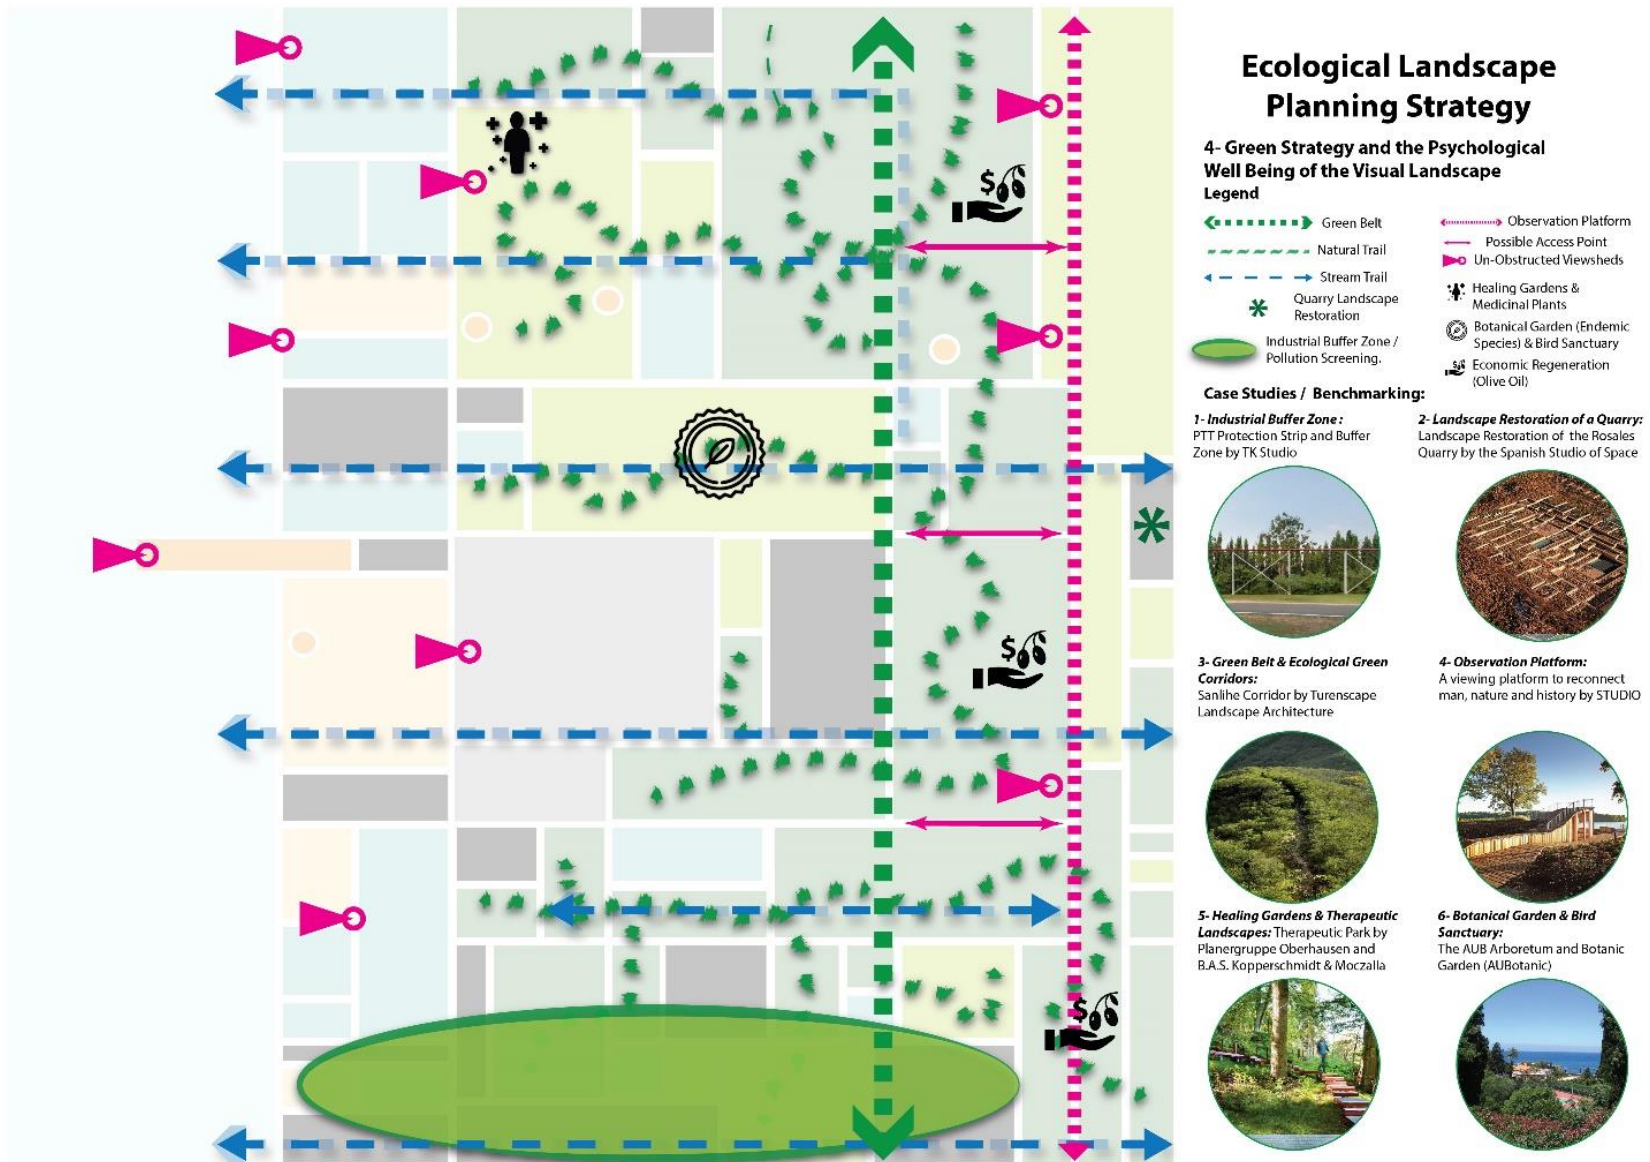 Ecological Landscape
Planning Strategy
4- Green Strategy and the Psychological
Well Being of the Visual Landscape
Legend
Green Belt
Natural Trail
Stream Trail
Quarry Landscape
Restoration
Industrial Buffer Zone /
Pollution Screening.
Observation Platform
Possible Access Point
Un-Obstructed Viewsheds
Healing Gardens &
Medicinal Plants
Botanical Garden (Endemic
Species) & Bird Sanctuary
Economic Regeneration
(Olive Oil)
Case Studies / Benchmarking:
1- Industrial Buffer Zone :
PTT Protection Strip and Buffer
Zone by TK Studio
2- Landscape Restoration of a Quarry:
Landscape Restoration of the Rosales
Quarry by the Spanish Studio of Space
3- Green Belt & Ecological Green
Corridors:
Sanlihe Corridor by Turenscape
Landscape Architecture
4- Observation Platform:
A viewing platform to reconnect
man, nature and history by STUDIO
5- Healing Gardens & Therapeutic
Landscapes: Therapeutic Park by
Planergruppe Oberhausen and
B.A.S. Kopperschmidt & Moczalla
6- Botanical Garden & Bird
Sanctuary:
The AUB Arboretum and Botanic
Garden (AUBotanic)
$
$
$